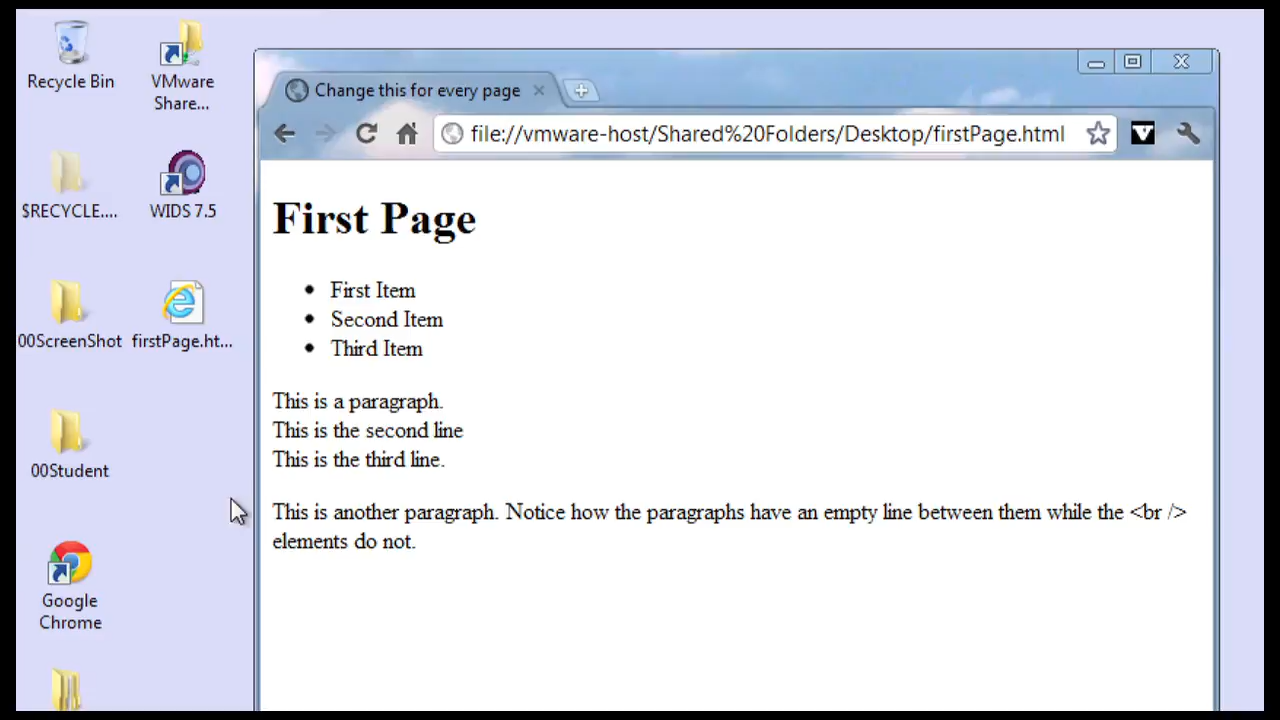 Recycle Bin
VMware
Share...
$RECYCLE....
WIDS 7.5
00ScreenShot
firstPage.ht...
00Student
Google
Chrome
Change this for every page
file://vmware-host/Shared%20Folders/Desktop/firstPage.html
V
First Page
• First Item
• Second Item
• Third Item
This is a paragraph.
This is the second line
This is the third line.
This is another paragraph. Notice how the paragraphs have an empty line between them while the <br />
elements do not.